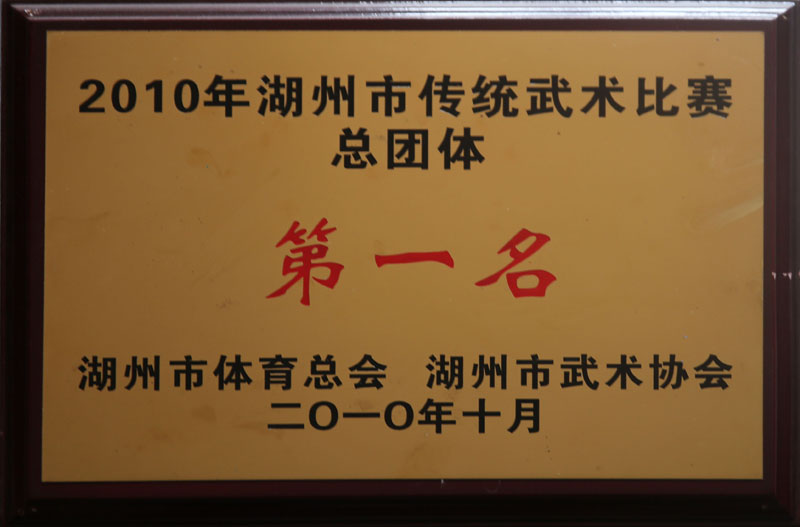 2010年湖州市传统武术比赛
总团体
第一名
湖州市体育总会 湖州市武术协会
二〇一〇年十月